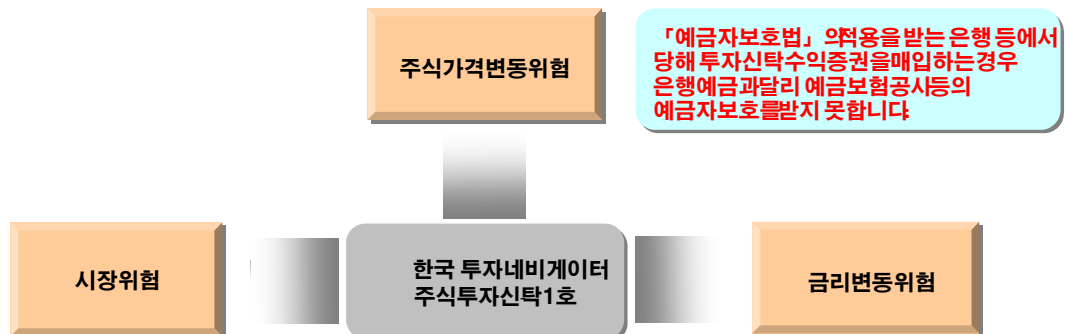 주식가격변동위험
「예금자보호법」 의적용을 받는 은행 등에서
당해 투자신탁수익증권을매입하는경우
은행예금과달리 예금보험공사등의
예금자보호를받지 못합니다.
시장위험
한국 투자네비게이터
주식투자신탁1호
금리변동위험